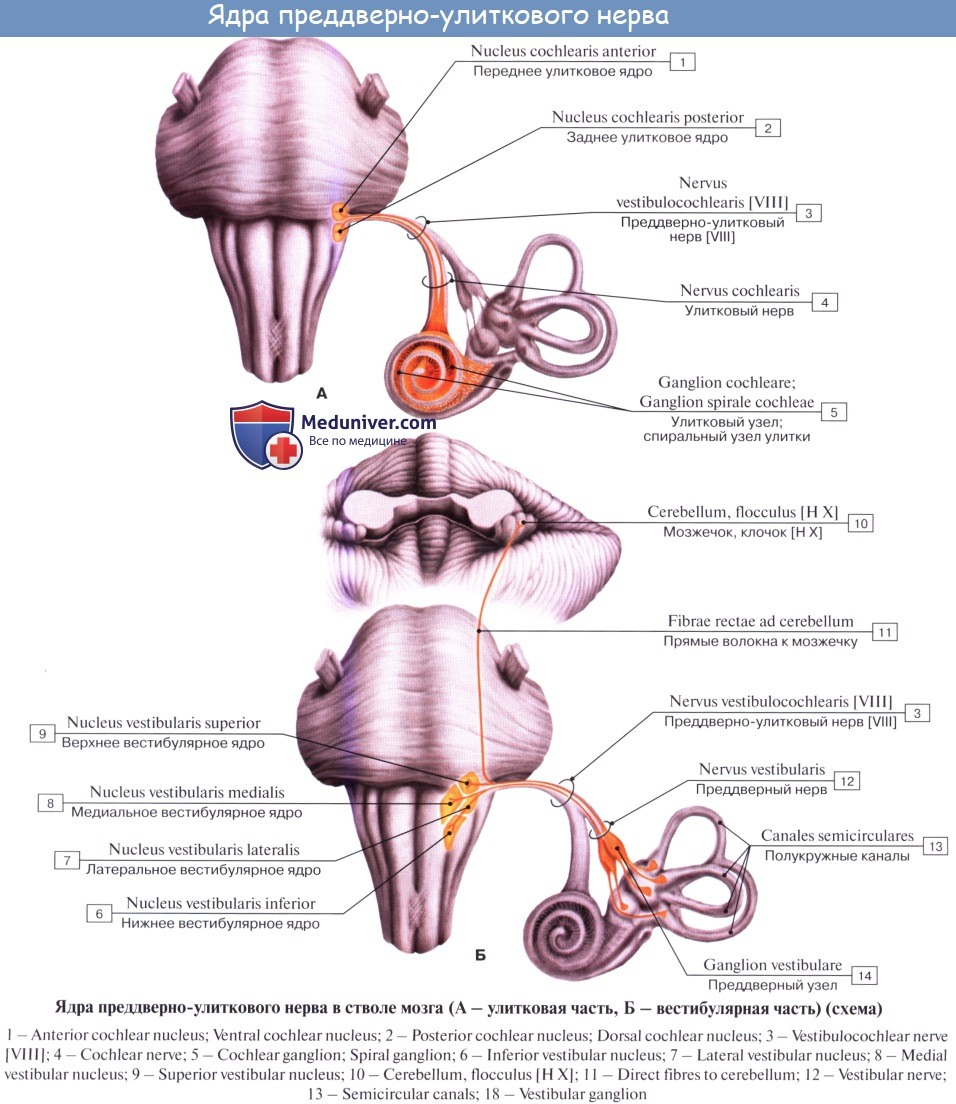 Ядра преддверно-улиткового нерва
Nucleus cochlearis anterior
Переднее улитковое ядро
1
Nucleus cochlearis posterior
Заднее улитковое ядро
2
Nervus
vestibulocochlearis [VIII]
Преддверно-улитковый
нерв [VIII]
3
Nervus cochlearis
Улитковый нерв
4
Ganglion cochleare;
Ganglion spirale cochleae
Улитковый узел;
спиральный узел улитки
5
А
Meduniver.com
Все по медицине
Cerebellum, flocculus [H X]
Мозжечок, клочок [H X]
10
Fibrae rectae ad cerebellum
Прямые волокна к мозжечку
11
Nervus vestibulocochlearis [VIII]
Преддверно-улитковый нерв [VIII]
3
9
Nucleus vestibularis superior
Верхнее вестибулярное ядро
Nervus vestibularis
Преддверный нерв
12
8
Nucleus vestibularis medialis
Медиальное вестибулярное ядро
Canales semicirculares
Полукружные каналы
13
7
Nucleus vestibularis lateralis
Латеральное вестибулярное ядро
6
Nucleus vestibularis inferior
Нижнее вестибулярное ядро
Б
Ganglion vestibulare
Преддверный узел
14
Ядра преддверно-улиткового нерва в стволе мозга (А — улитковая часть, Б — вестибулярная часть) (схема)
1 — Anterior cochlear nucleus; Ventral cochlear nucleus; 2 — Posterior cochlear nucleus; Dorsal cochlear nucleus; 3 — Vestibulocochlear nerve
[VIII]; 4 — Cochlear nerve; 5 — Cochlear ganglion; Spiral ganglion; 6 — Inferior vestibular nucleus; 7 — Lateral vestibular nucleus; 8 — Medial
vestibular nucleus; 9 — Superior vestibular nucleus; 10 — Cerebellum, flocculus [H X]; 11 — Direct fibres to cerebellum; 12 — Vestibular nerve;
13 — Semicircular canals; 18 — Vestibular ganglion